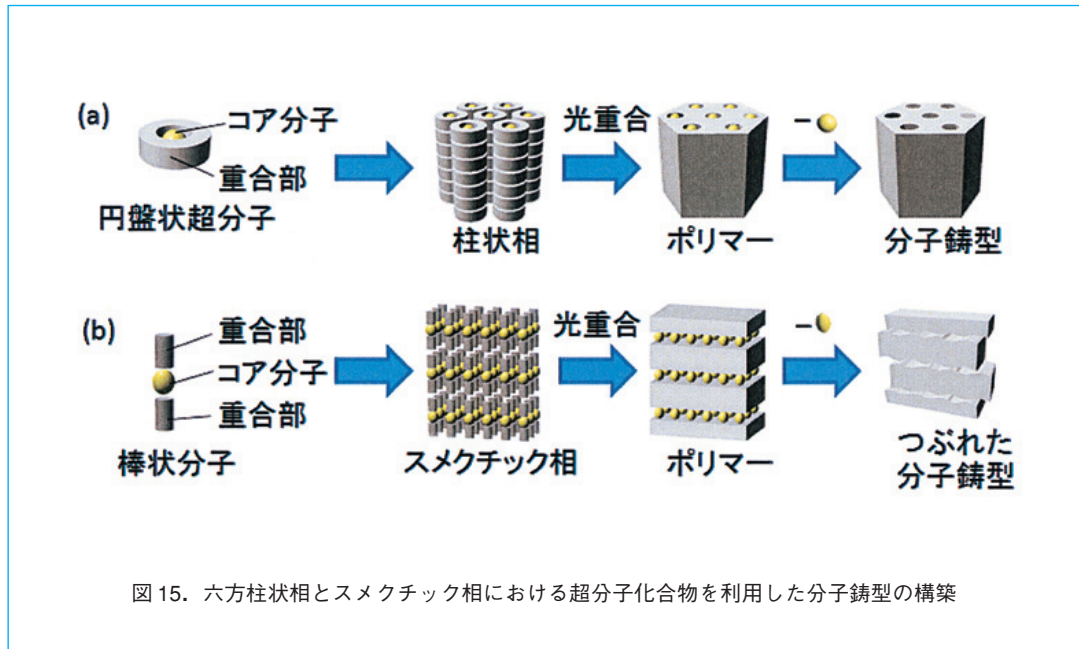 (a)
コア分子
重合部
円盤状超分子
柱状相
光重合
ポリマー
−
分子鋳型
(b)
重合部
コア分子
重合部
棒状分子
スメクチック相
光重合
ポリマー
−
つぶれた
分子鋳型
図 15. 六方柱状相とスメクチック相における超分子化合物を利用した分子鋳型の構築